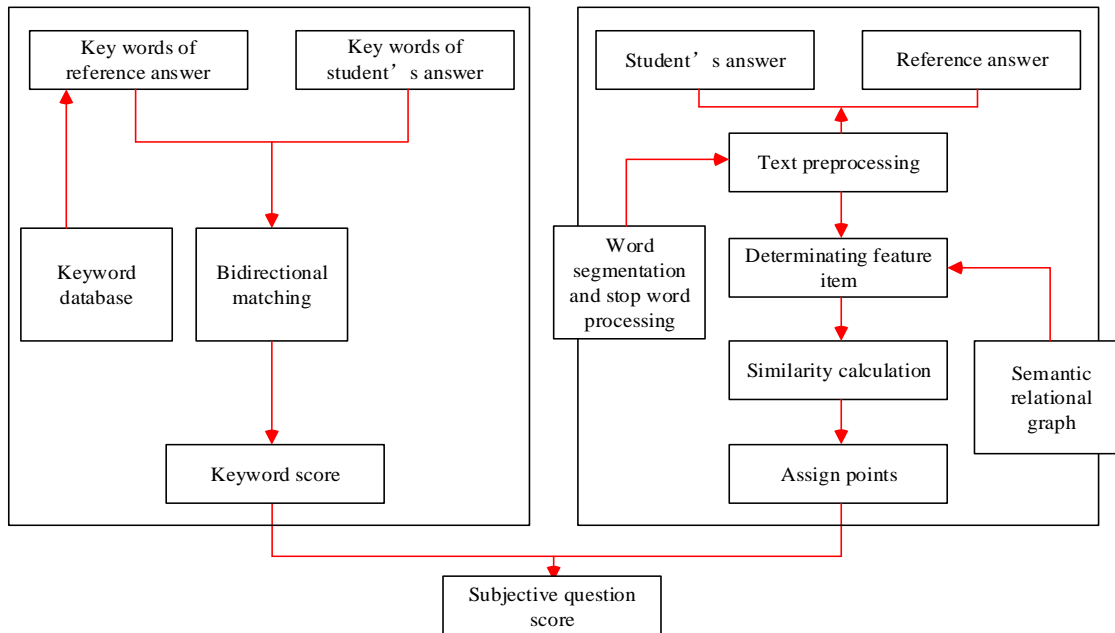 Key words of
reference answer
Key words of
student’s answer
Keyword
database
Bidirectional
matching
Keyword score
Student’s answer
Reference answer
Text preprocessing
Word
segmentation
and stop word
processing
Determinating feature
item
Similarity calculation
Semantic
relational
graph
Assign points
Subjective question
score